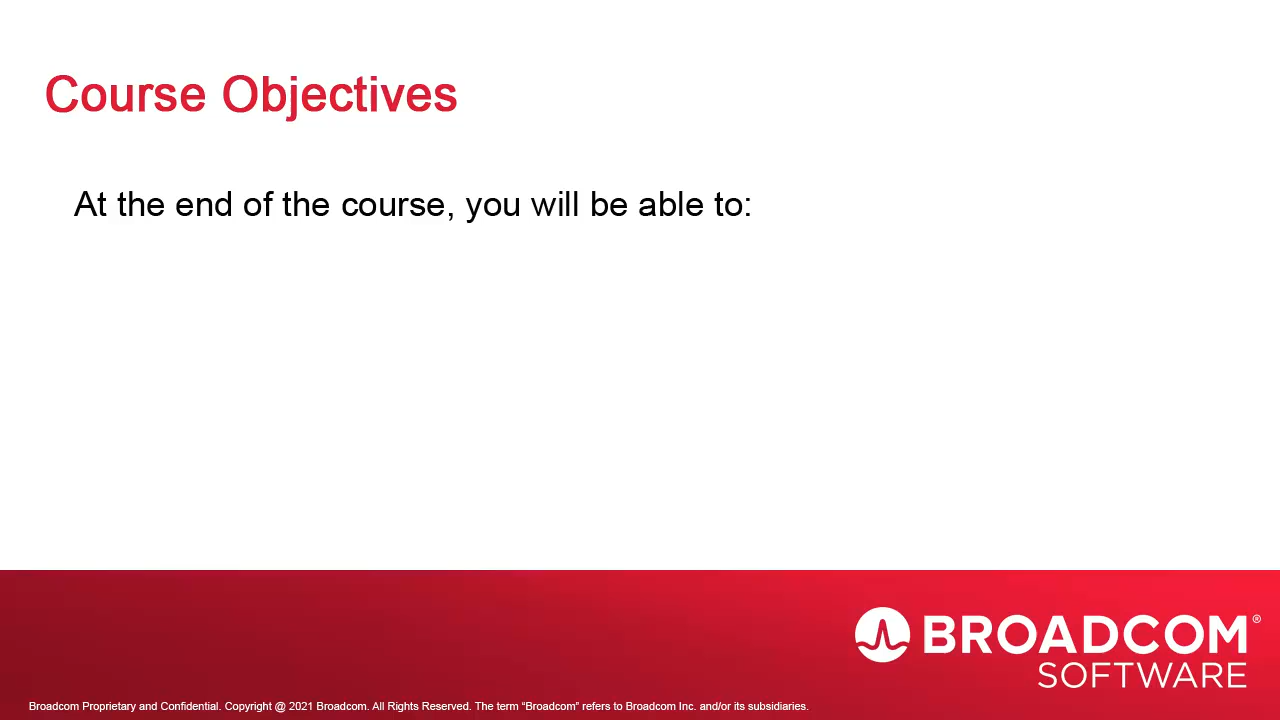 Course Objectives
At the end of the course, you will be able to:
BROADCOM®
SOFTWARE
Broadcom Proprietary and Confidential. Copyright @ 2021 Broadcom. All Rights Reserved. The term “Broadcom” refers to Broadcom Inc. and/or its subsidiaries.